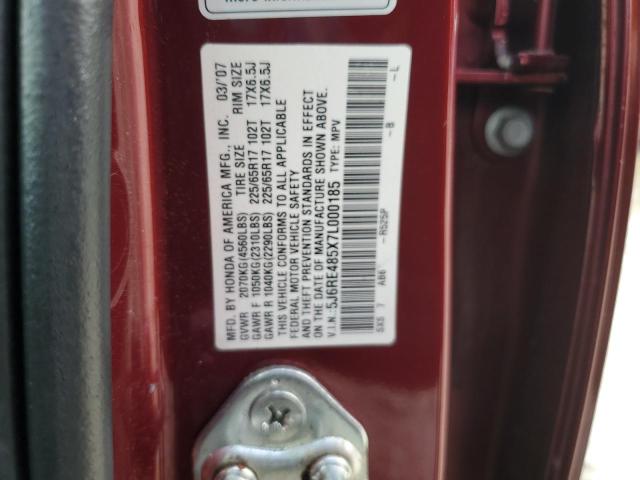 MFD. BY HONDA OF AMERICA MFG., INC. 03/'07
GVWR 2070KG(4560LBS) TIRE SIZE RIM SIZE
GAWR F 1050KG(2310LBS) 225/65R17 102T 17X6.5J
GAWR R 1040KG(2290LBS) 225/65R17 102T 17X6.5J
THIS VEHICLE CONFORMS TO ALL APPLICABLE
FEDERAL MOTOR VEHICLE SAFETY
AND THEFT PREVENTION STANDARDS IN EFFECT
ON THE DATE OF MANUFACTURE SHOWN ABOVE.
V.I.N.: 5J6RE485X7L000185 TYPE: MPV
SXS 7 AB6 -R525P -B -L